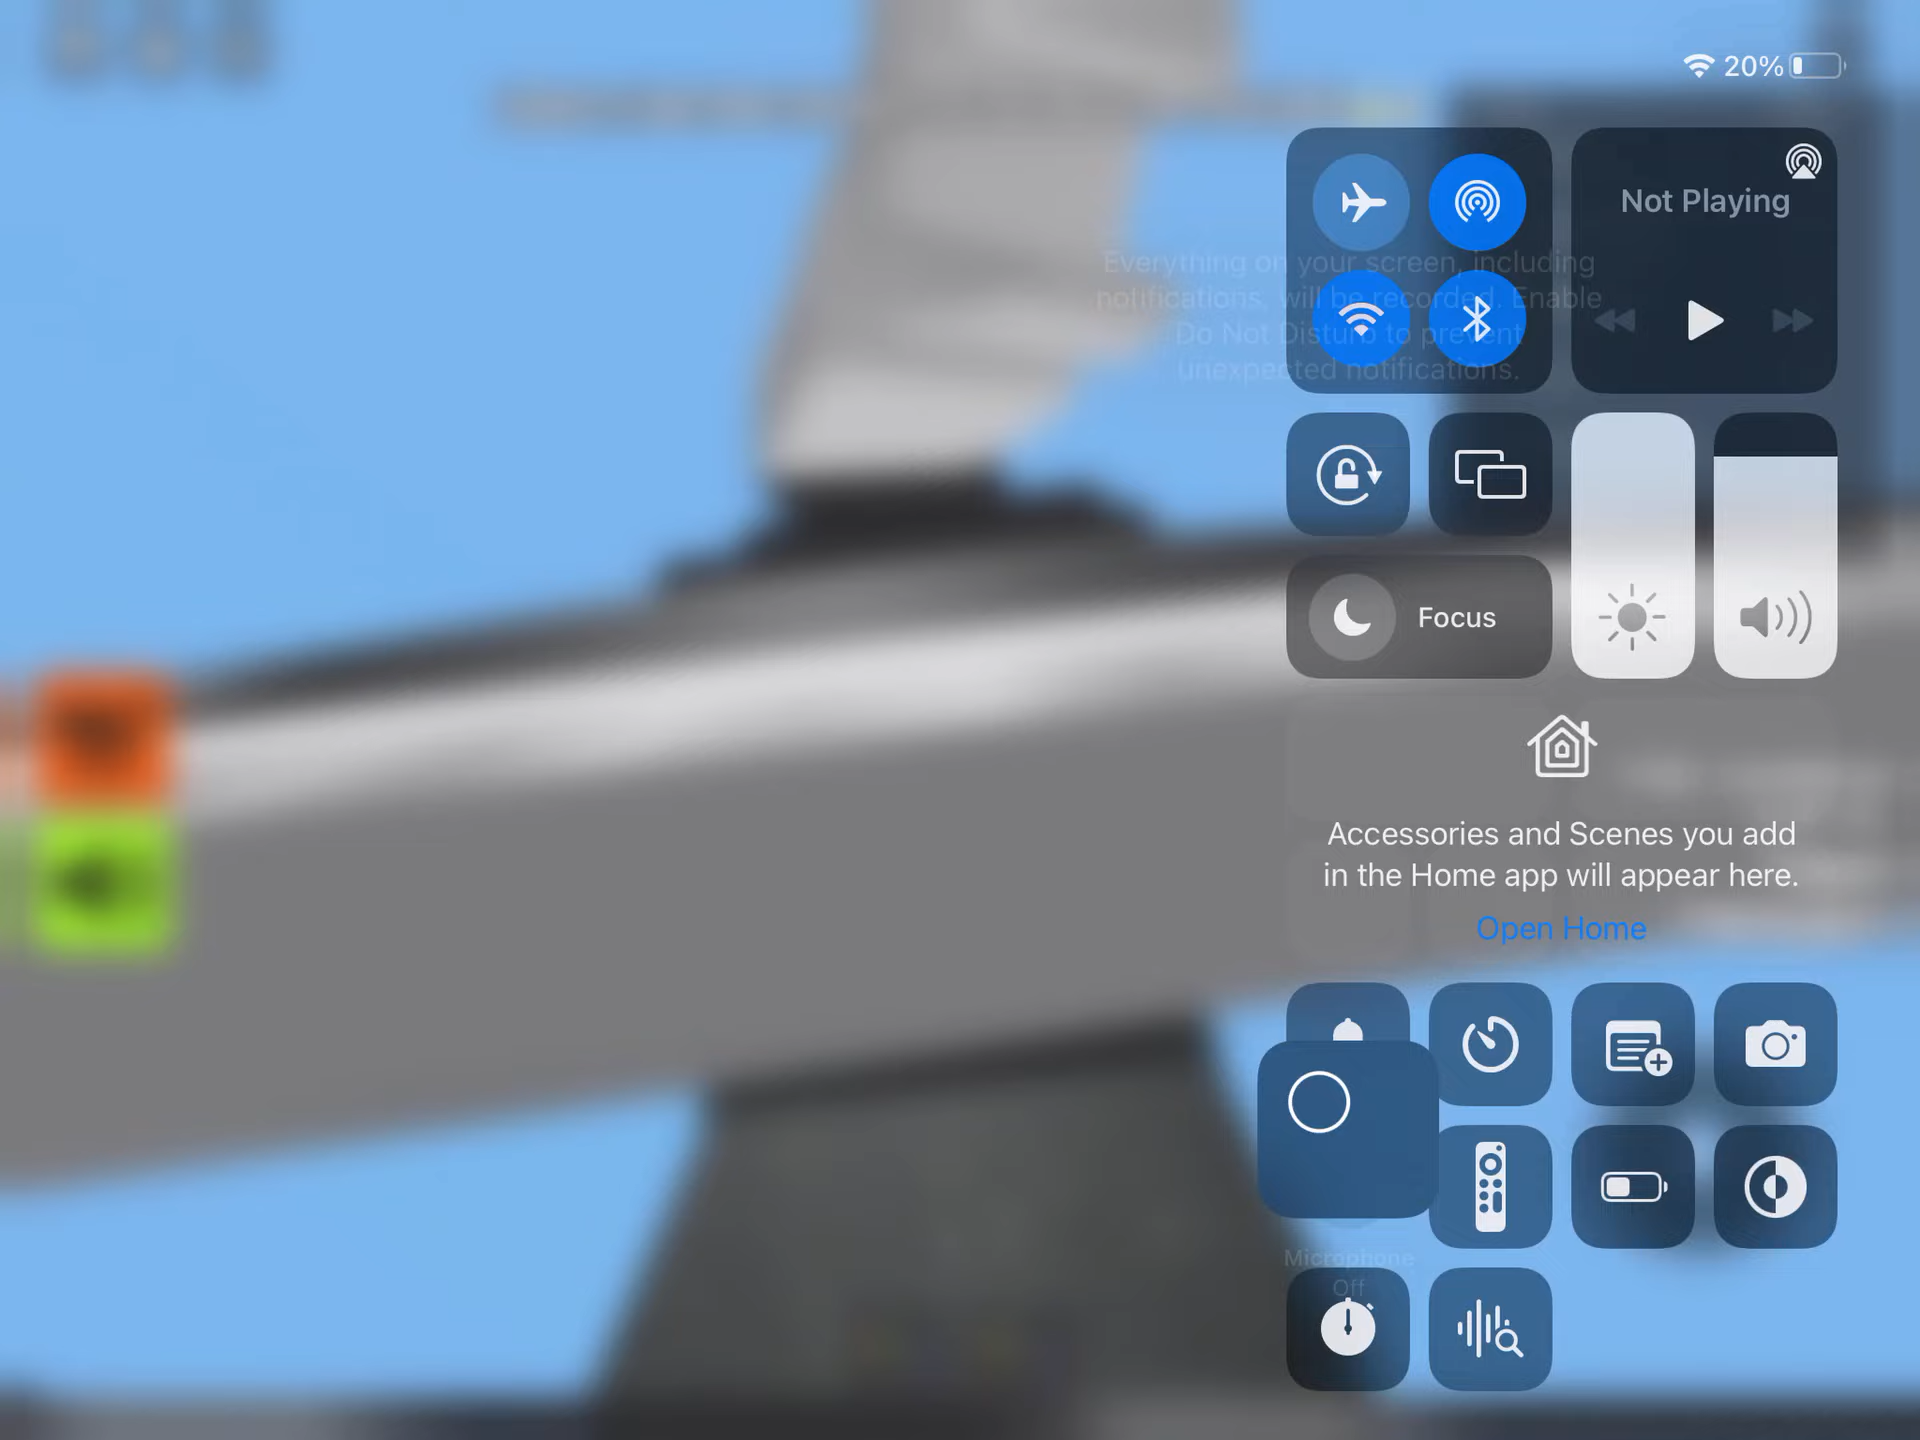 20%
Not Playing
Everything on your screen, including
notifications, will be recorded. Enable
Do Not Disturb to prevent
unexpected notifications.
Focus
Accessories and Scenes you add
in the Home app will appear here.
Open Home
Microphone
Off